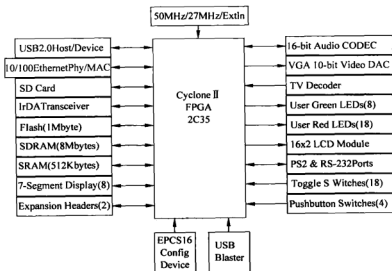 50MHz/27MHz/ExtIn
USB2.0Host/Device
10/100EthernetPhy/MAC
SD Card
IrDATransceiver
Flash(1Mbyte)
SDRAM(8Mbytes)
SRAM(512Kbytes)
7-Segment Display(8)
Expansion Headers(2)
Cyclone II
FPGA
2C35
16-bit Audio CODEC
VGA 10-bit Video DAC
TV Decoder
User Green LEDs(8)
User Red LEDs(18)
16x2 LCD Module
PS2 & RS-232Ports
Toggle S Witches(18)
Pushbutton Switches(4)
EPCS16
Config
Device
USB
Blaster